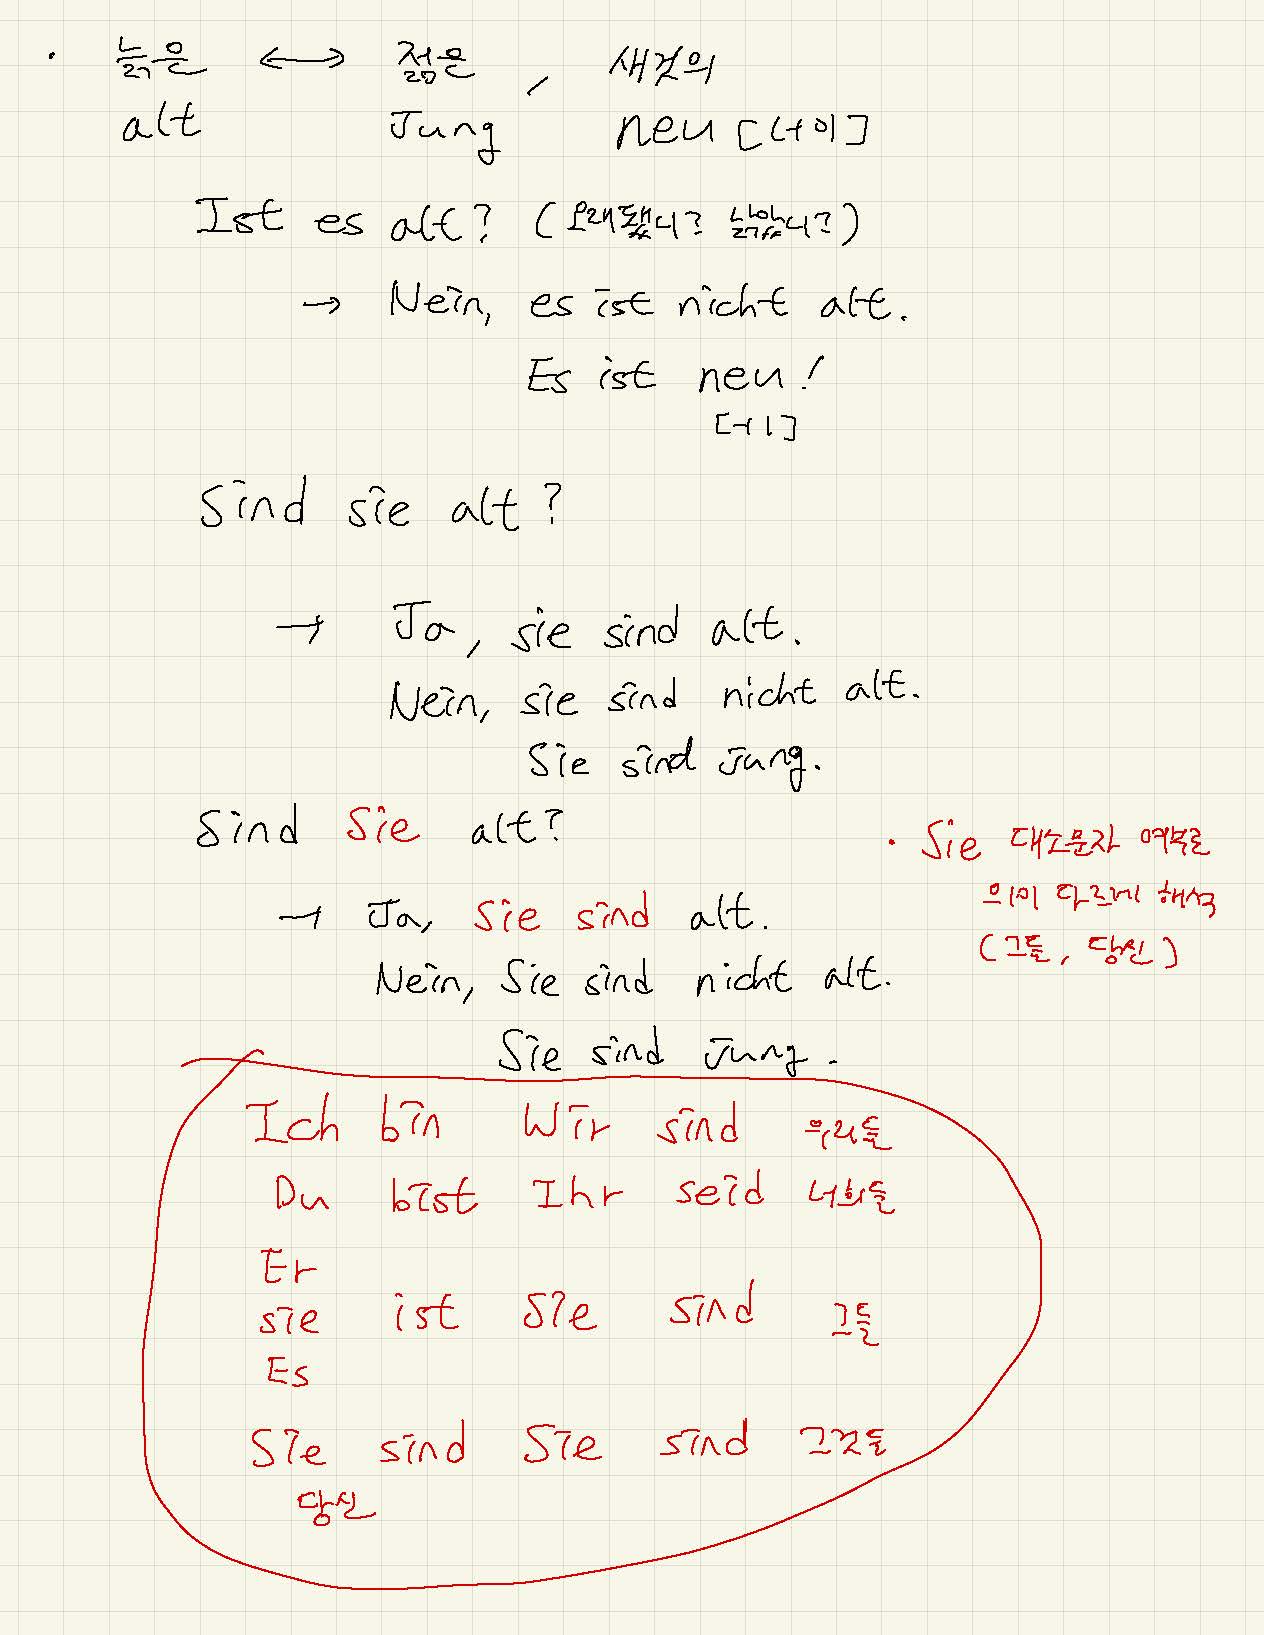 · 늙은 ↔ 젊은, 새것의
alt Jung neu [너이]
Ist es alt? (오래됐니? 낡았니?)
→ Nein, es ist nicht alt.
Es ist neu!
[ㅓㅣ]
Sind sie alt?
→ Ja, sie sind alt.
Nein, sie sind nicht alt.
Sie sind Jung.
Sind Sie alt?
→ Ja, Sie sind alt.
Nein, Sie sind nicht alt.
Sie sind Jung.
· Sie 대소문자 여부로
의미 다르게 해석
(그들, 당신)
Ich bin Wir sind 우리들
Du bist Ihr seid 너희들
Er
sie ist Sie sind 그들
Es
Sie sind Sie sind 그것들
당신